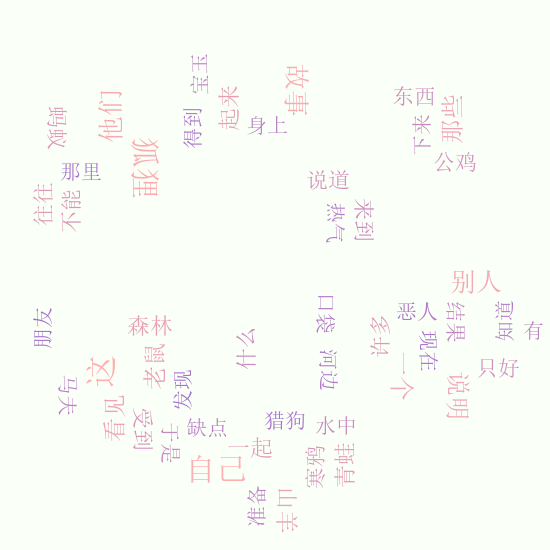 宝玉
故事
他们
起来
东西
蚂蚁
得到
身上
下来
那用
狐狸
公鸡
那里
说道
往往
不能
热气
来到
别人
朋友
口袋
恶人
结果
知道
有
森林
多许
现在
什么
河边
只好
这
老鼠
一个
马夫
发现
说明
看见
受到
于是
缺点
猎狗
水中
一起
寒鸦
青蛙
自己
准备
山羊